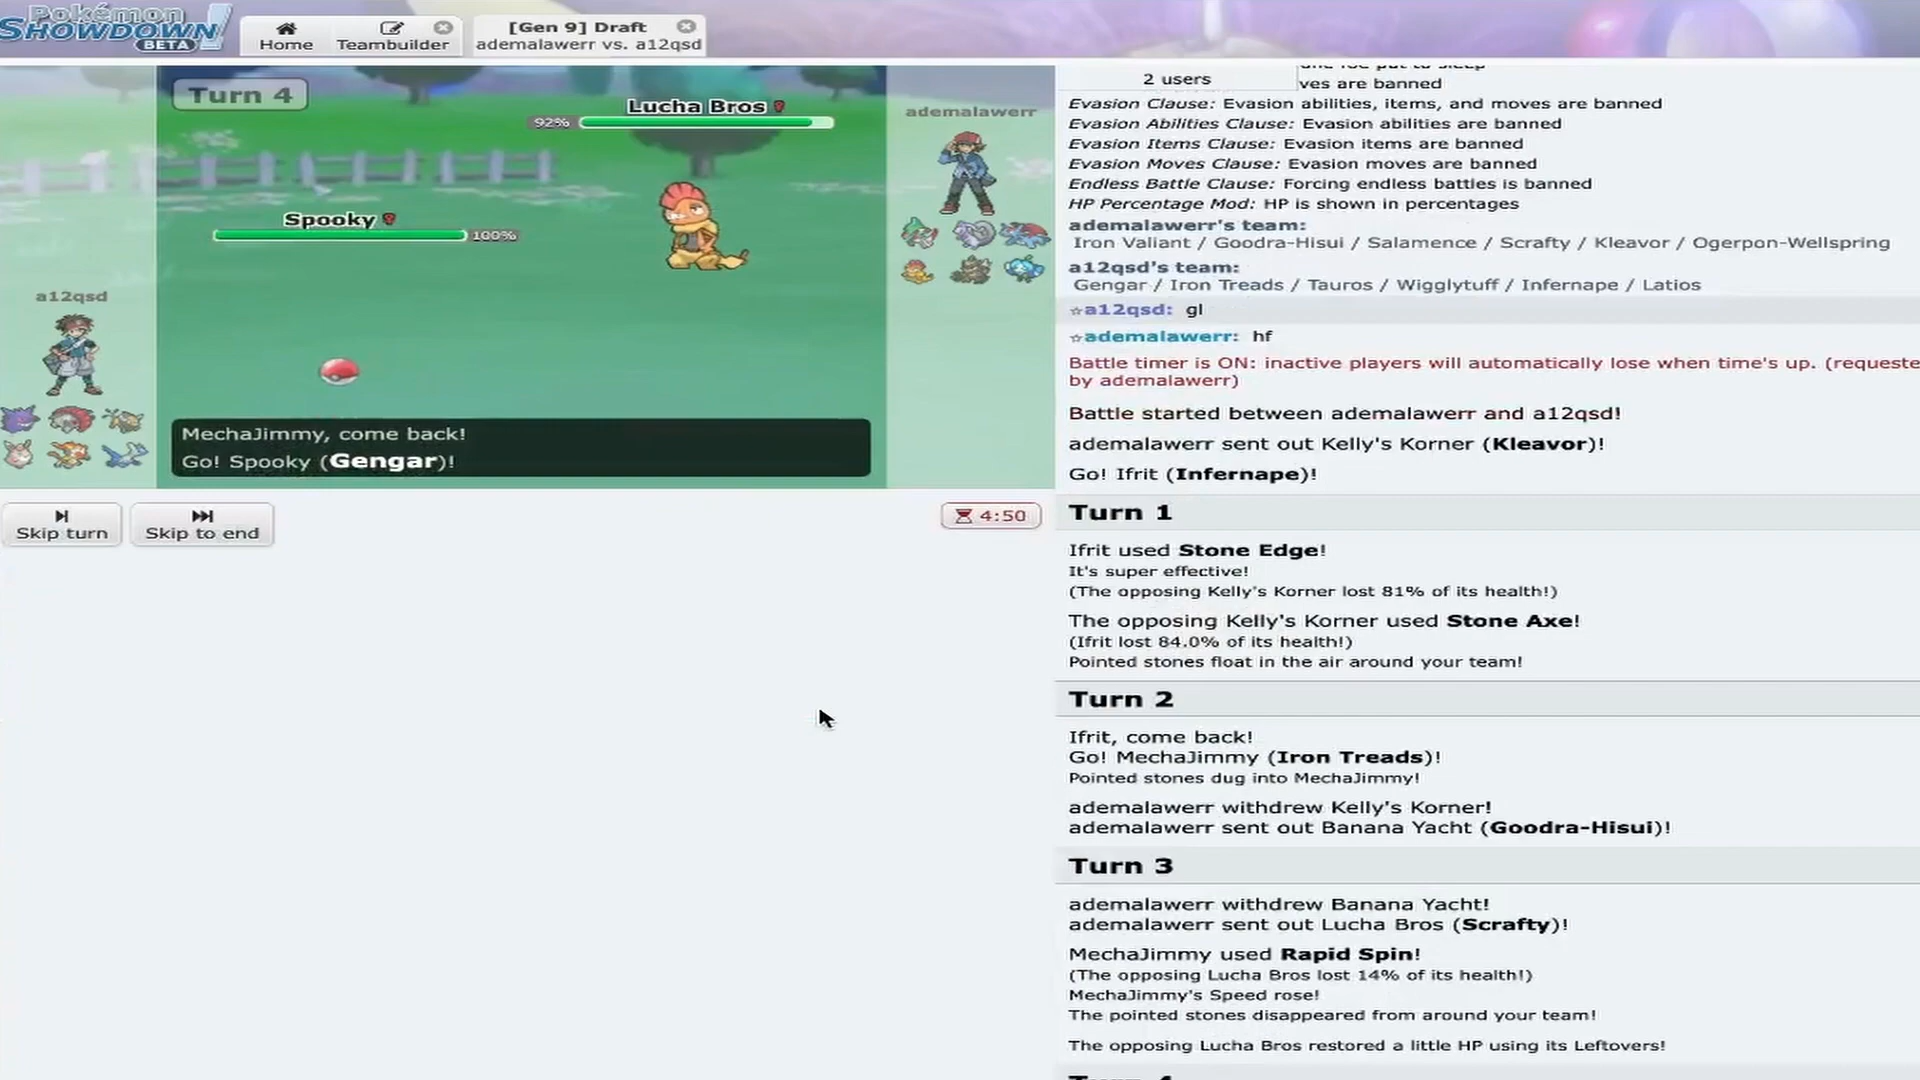 Pokémon
SHOWDOWN!
BETA
Home
Teambuilder
[Gen 9] Draft
ademalawerr vs. a12qsd
Turn 4
Lucha Bros
92%
Spooky
100%
ademalawerr
a12qsd
MechaJimmy, come back!
Go! Spooky (Gengar)!
Skip turn
Skip to end
4:50
2 users
ves are banned
Evasion Clause: Evasion abilities, items, and moves are banned
Evasion Abilities Clause: Evasion abilities are banned
Evasion Items Clause: Evasion items are banned
Evasion Moves Clause: Evasion moves are banned
Endless Battle Clause: Forcing endless battles is banned
HP Percentage Mod: HP is shown in percentages
ademalawerr's team:
Iron Valiant / Goodra-Hisui / Salamence / Scrafty / Kleavor / Ogerpon-Wellspring
a12qsd's team:
Gengar / Iron Treads / Tauros / Wigglytuff / Infernape / Latios
☆a12qsd: gl
☆ademalawerr: hf
Battle timer is ON: inactive players will automatically lose when time's up. (requeste
by ademalawerr)
Battle started between ademalawerr and a12qsd!
ademalawerr sent out Kelly's Korner (Kleavor)!
Go! Ifrit (Infernape)!
Turn 1
Ifrit used Stone Edge!
It's super effective!
(The opposing Kelly's Korner lost 81% of its health!)
The opposing Kelly's Korner used Stone Axe!
(Ifrit lost 84.0% of its health!)
Pointed stones float in the air around your team!
Turn 2
Ifrit, come back!
Go! MechaJimmy (Iron Treads)!
Pointed stones dug into MechaJimmy!
ademalawerr withdrew Kelly's Korner!
ademalawerr sent out Banana Yacht (Goodra-Hisui)!
Turn 3
ademalawerr withdrew Banana Yacht!
ademalawerr sent out Lucha Bros (Scrafty)!
MechaJimmy used Rapid Spin!
(The opposing Lucha Bros lost 14% of its health!)
MechaJimmy's Speed rose!
The pointed stones disappeared from around your team!
The opposing Lucha Bros restored a little HP using its Leftovers!